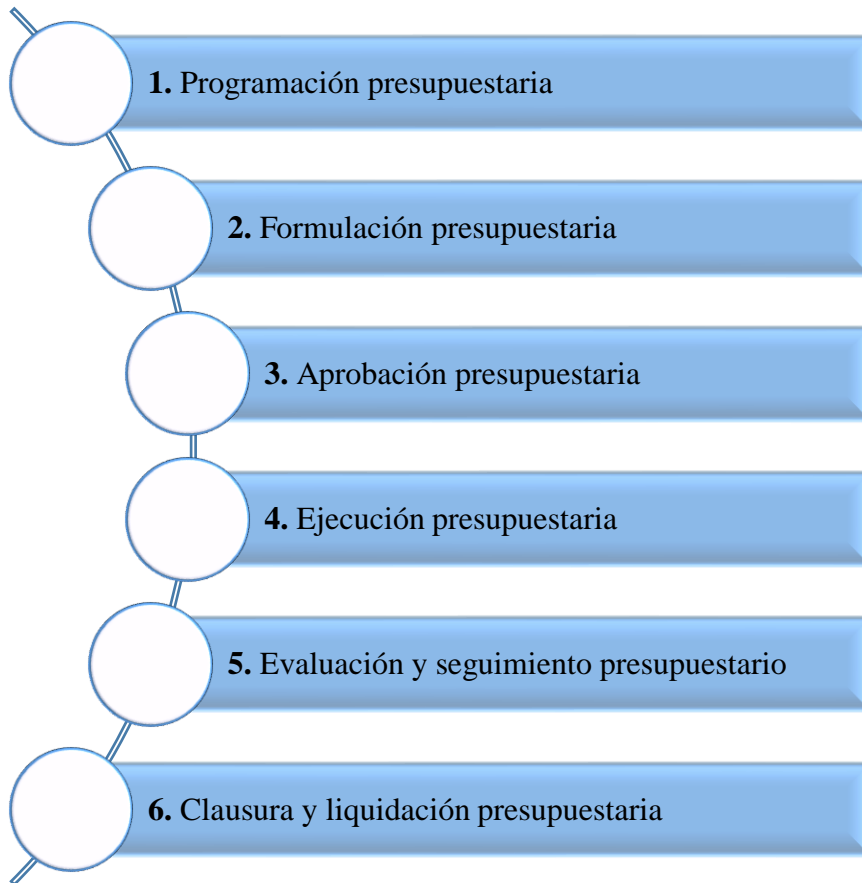 1. Programación presupuestaria
2. Formulación presupuestaria
3. Aprobación presupuestaria
4. Ejecución presupuestaria
5. Evaluación y seguimiento presupuestario
6. Clausura y liquidación presupuestaria